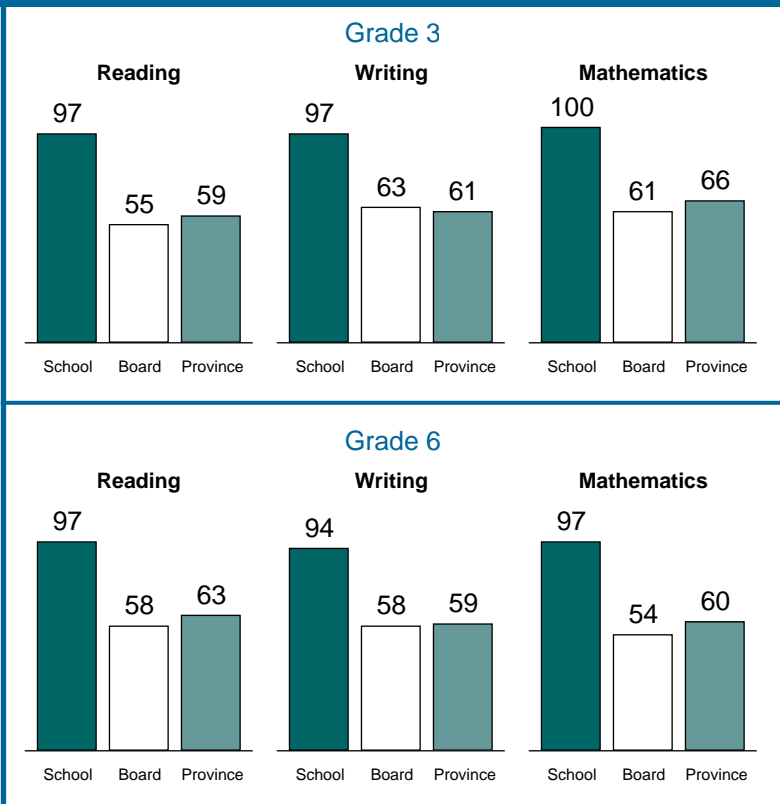 Grade 3
Reading Writing Mathematics
97 55 59 97 63 61 100 61 66
School Board Province School Board Province School Board Province
Grade 6
Reading Writing Mathematics
97 58 63 94 58 59 97 54 60
School Board Province School Board Province School Board Province